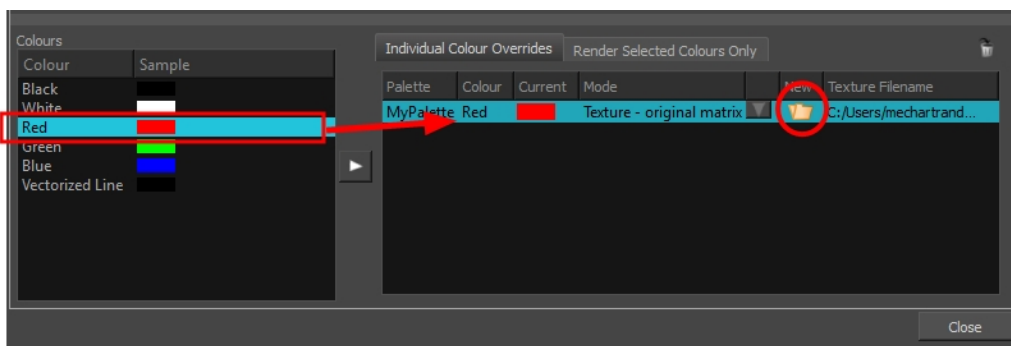 Colours
Colour Sample
Black
White
Red
Green
Blue
Vectorized Line
Individual Colour Overrides
Render Selected Colours Only
Palette Colour Current Mode New Texture Filename
MyPalette Red Texture - original matrix C:/Users/mechartrand...
Close